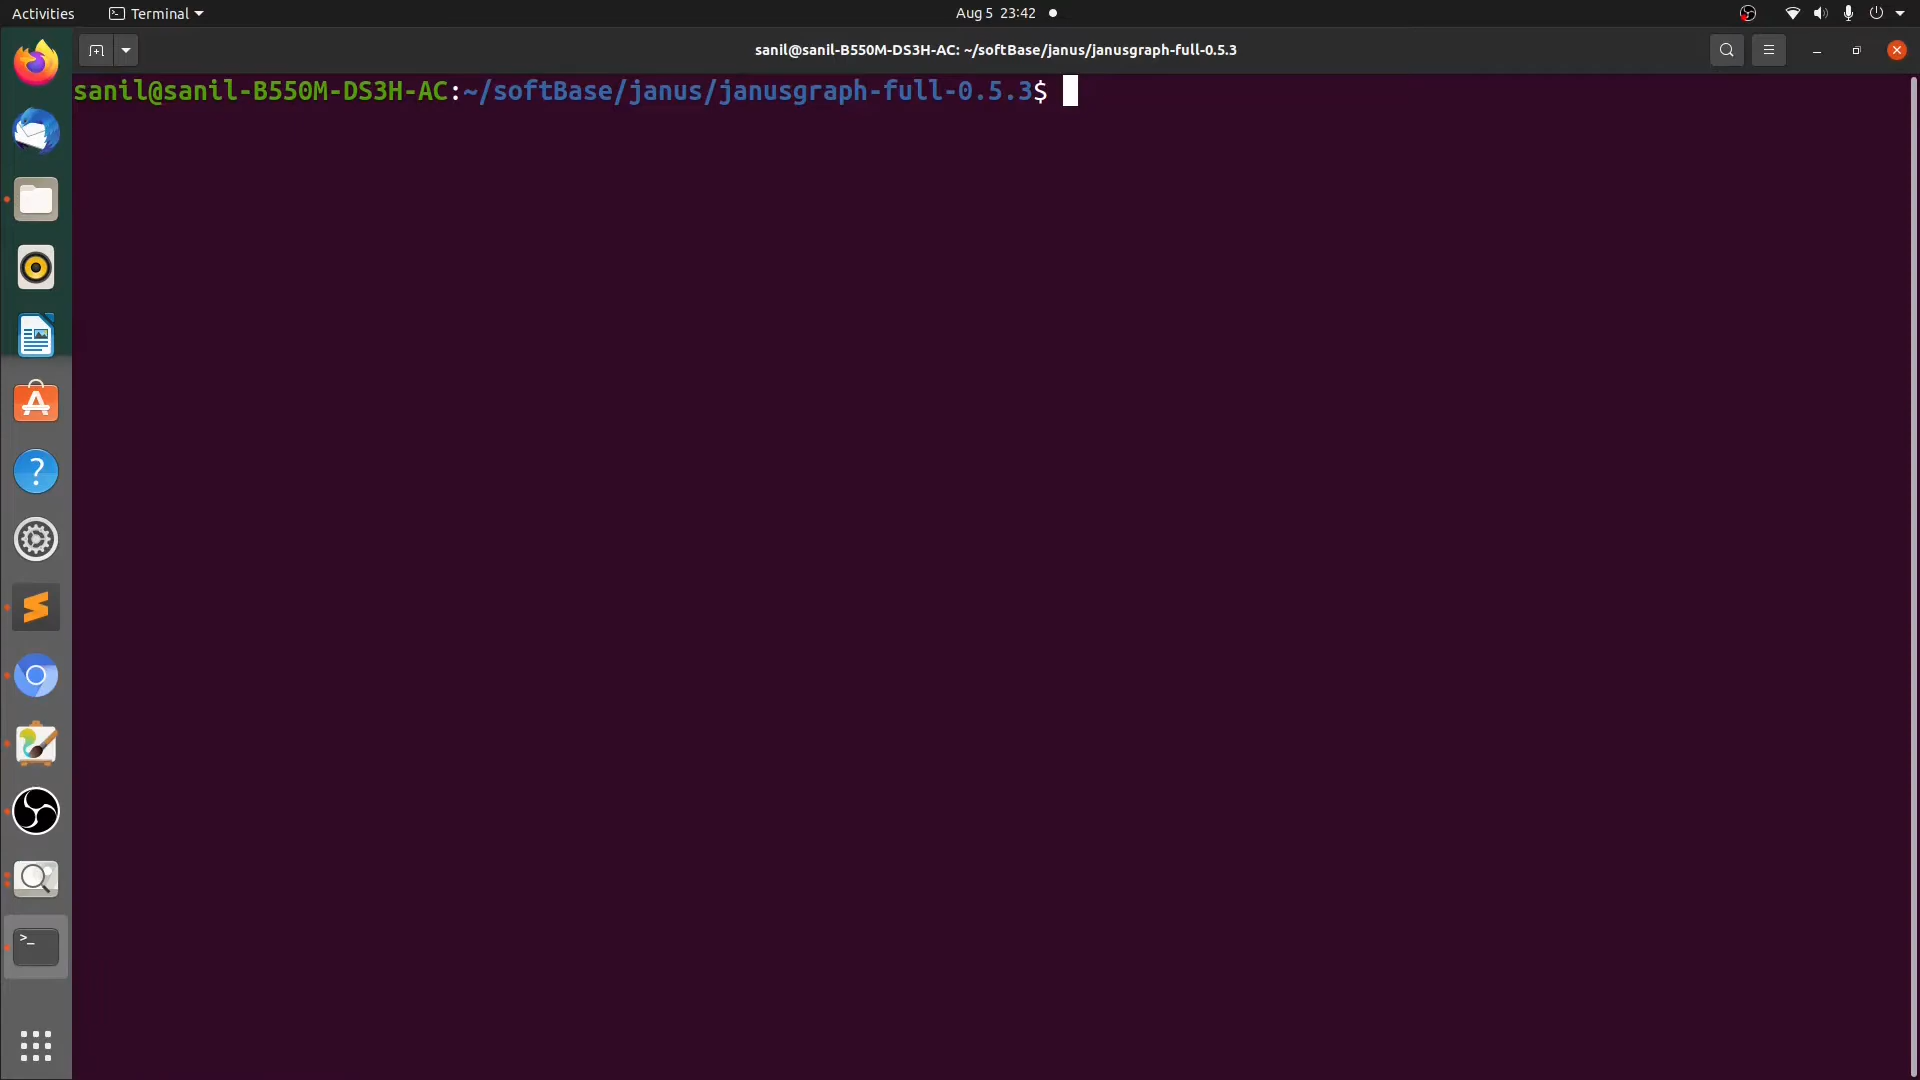 Activities Terminal Aug 5 23:42
sanil@sanil-B550M-DS3H-AC: ~/softBase/janus/janusgraph-full-0.5.3
sanil@sanil-B550M-DS3H-AC:~/softBase/janus/janusgraph-full-0.5.3$